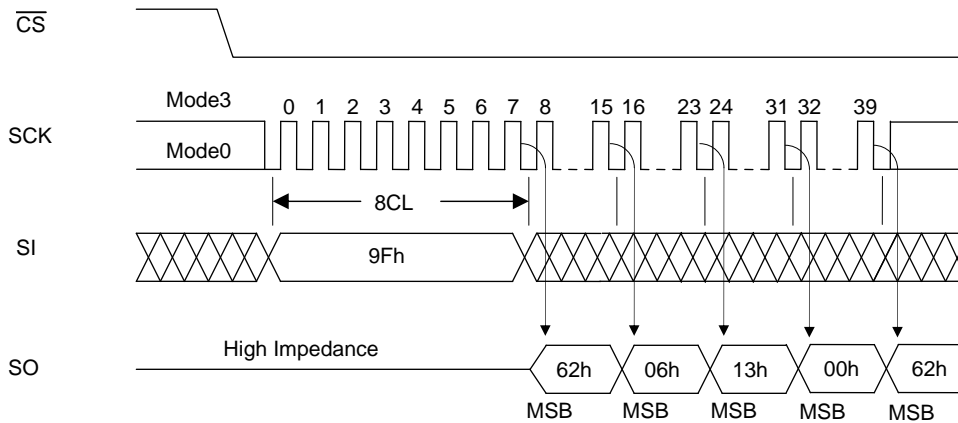 CS
Mode3
0 1 2 3 4 5 6 7 8 15 16 23 24 31 32 39
SCK
Mode0
8CL
SI
9Fh
High Impedance
SO
62h 06h 13h 00h 62h
MSB MSB MSB MSB MSB